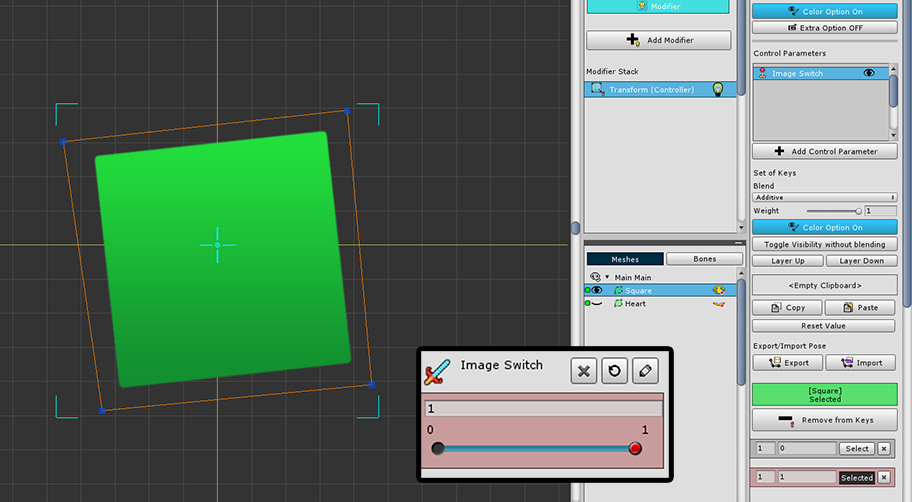 Modifier
Add Modifier
Modifier Stack
Transform (Controller)
Meshes
Bones
Main Main
Square
Heart
Image Switch
1
0
1
Color Option On
Extra Option OFF
Control Parameters
Image Switch
Add Control Parameter
Set of Keys
Blend
Additive
Weight
1
Color Option On
Toggle Visibility without blending
Layer Up
Layer Down
<Empty Clipboard>
Copy
Paste
Reset Value
Export/Import Pose
Export
Import
[Square]
Selected
Remove from Keys
1 0 Select
1 1 Selected